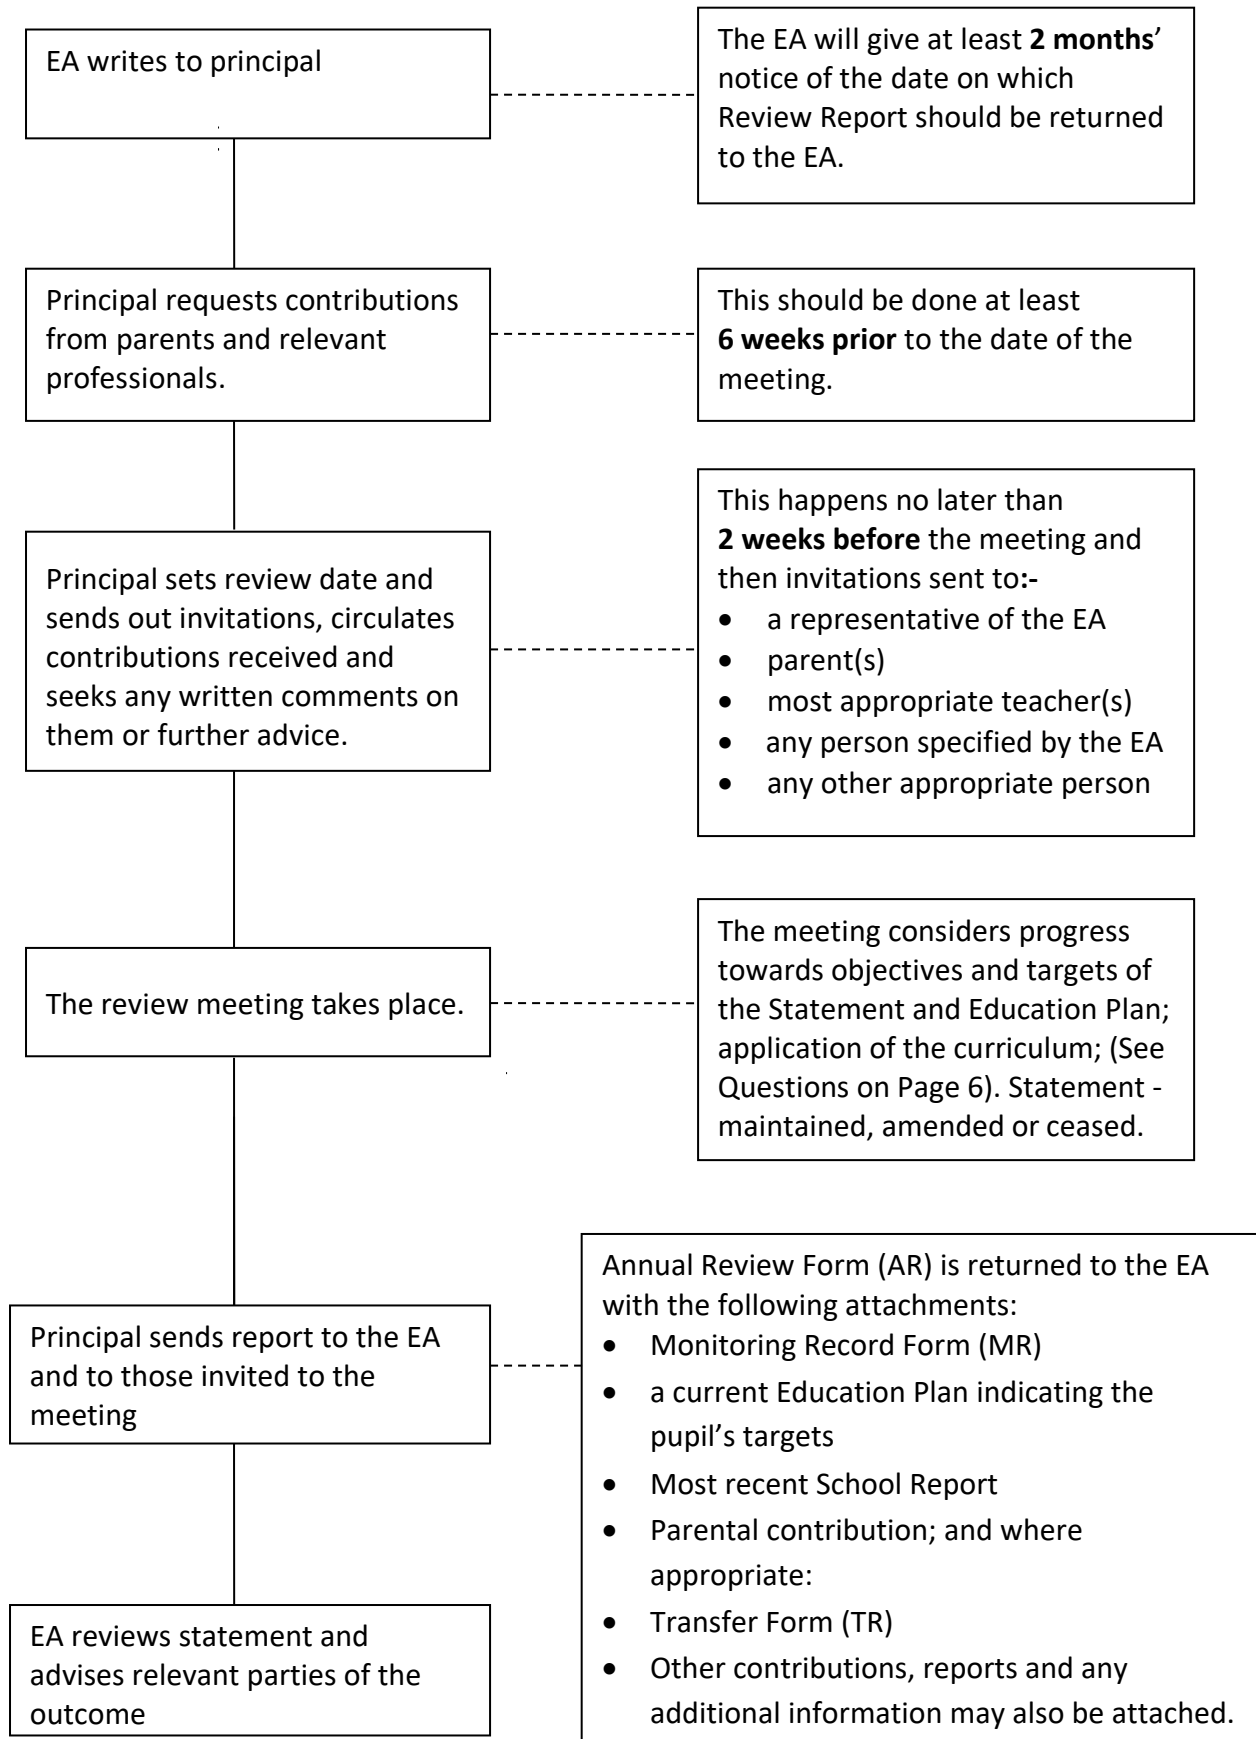 EA writes to principal
The EA will give at least 2 months’
notice of the date on which
Review Report should be returned
to the EA.
Principal requests contributions
from parents and relevant
professionals.
This should be done at least
6 weeks prior to the date of the
meeting.
Principal sets review date and
sends out invitations, circulates
contributions received and
seeks any written comments on
them or further advice.
This happens no later than
2 weeks before the meeting and
then invitations sent to:-
• a representative of the EA
• parent(s)
• most appropriate teacher(s)
• any person specified by the EA
• any other appropriate person
The review meeting takes place.
The meeting considers progress
towards objectives and targets of
the Statement and Education Plan;
application of the curriculum; (See
Questions on Page 6). Statement -
maintained, amended or ceased.
Principal sends report to the EA
and to those invited to the
meeting
Annual Review Form (AR) is returned to the EA
with the following attachments:
• Monitoring Record Form (MR)
• a current Education Plan indicating the
pupil’s targets
• Most recent School Report
• Parental contribution; and where
appropriate:
• Transfer Form (TR)
• Other contributions, reports and any
additional information may also be attached.
EA reviews statement and
advises relevant parties of the
outcome